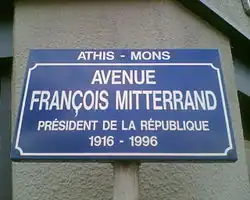 ATHIS - MONS
AVENUE
FRANÇOIS MITTERRAND
PRÉSIDENT DE LA RÉPUBLIQUE
1916 - 1996